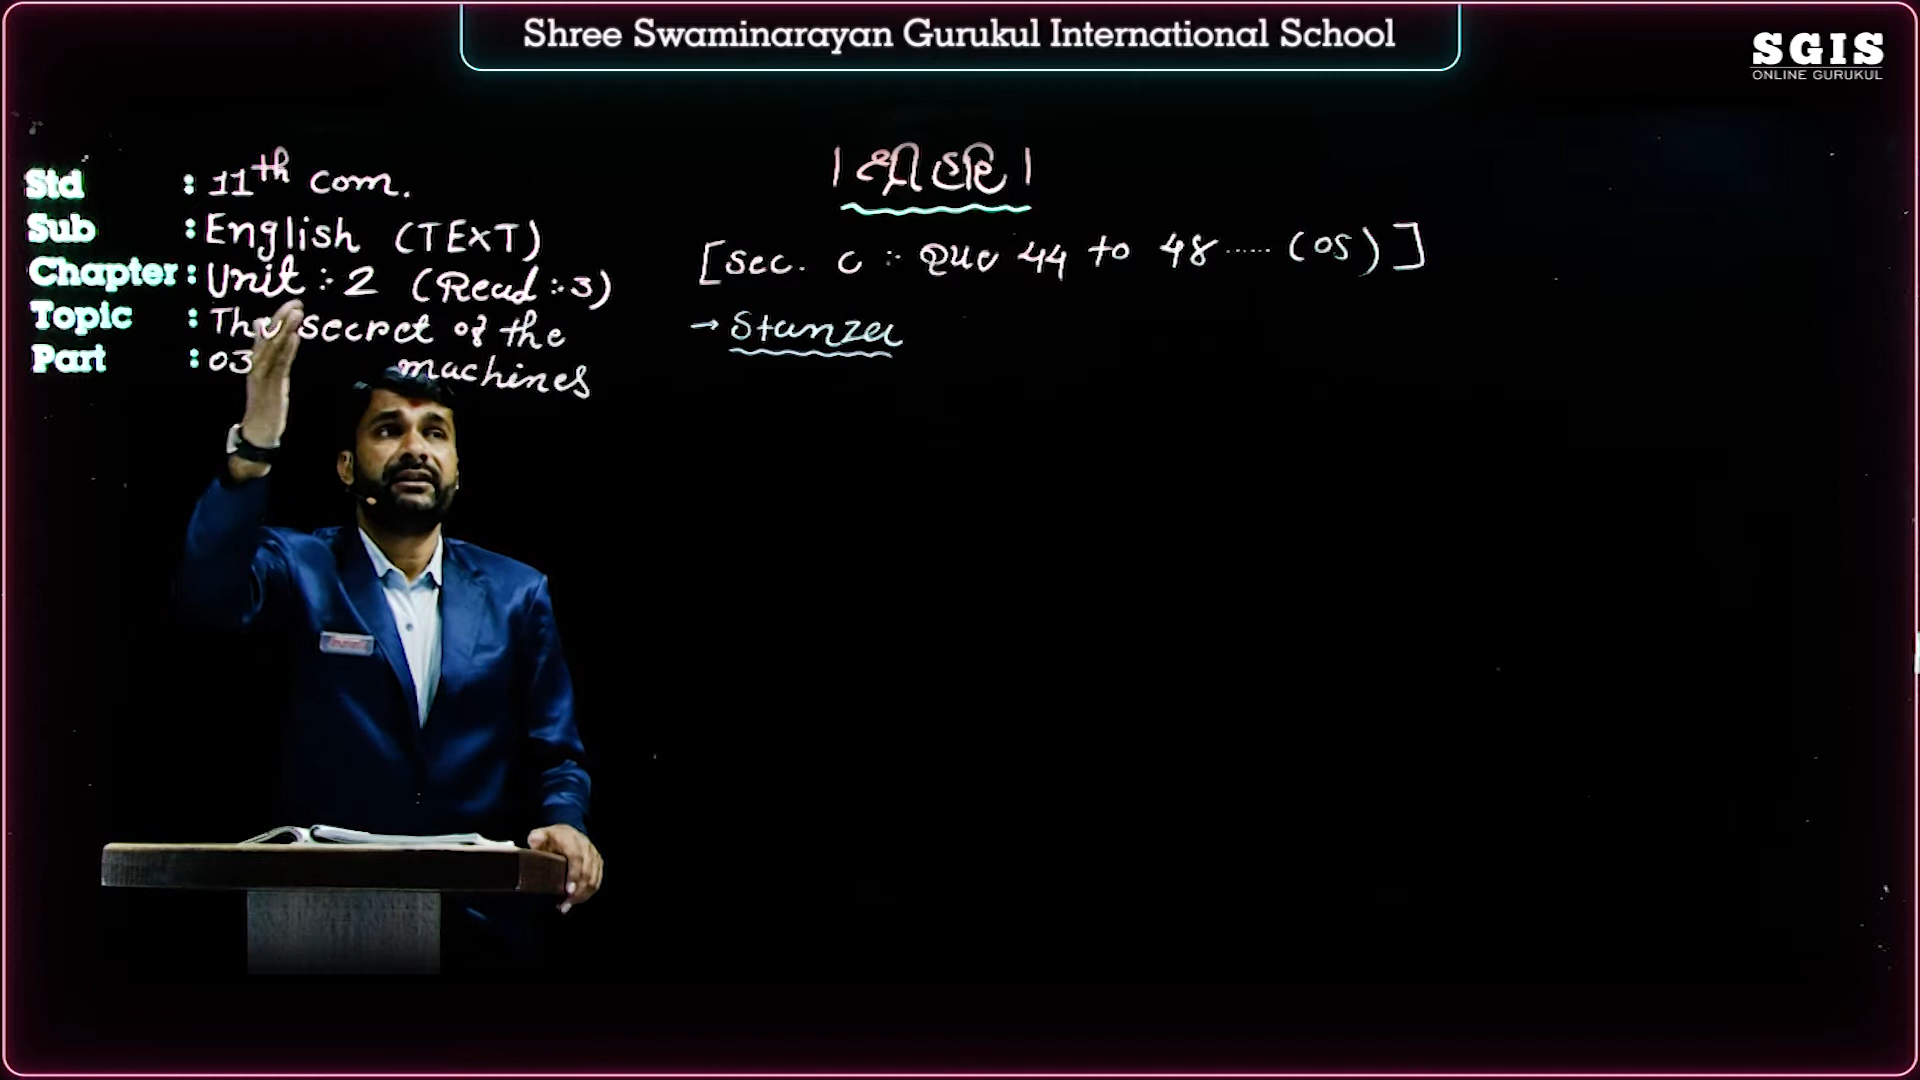 Shree Swaminarayan Gurukul International School
SGIS
ONLINE GURUKUL
Std : 11th com.
Sub : English (TEXT)
Chapter : Unit :- 2 (Read :- 3)
Topic : The secret of the machines
Part : 03
। શ્રી હરિ ।
[sec. c :- Que 44 to 48 ...... (05)]
→ Stanza